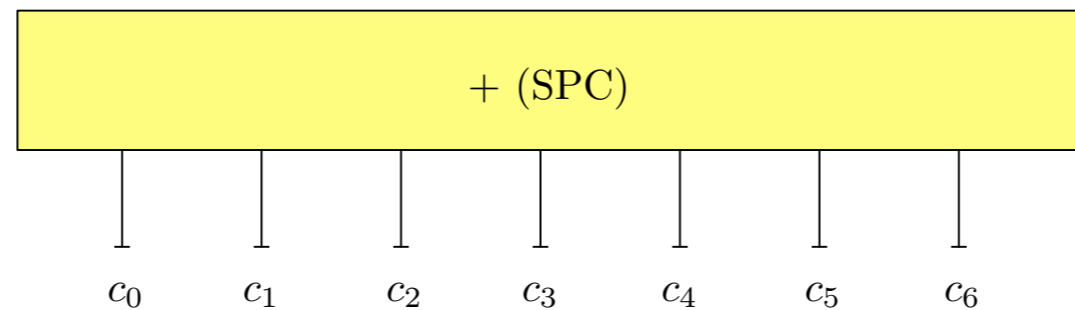 + (SPC)
c₀ c₁ c₂ c₃ c₄ c₅ c₆